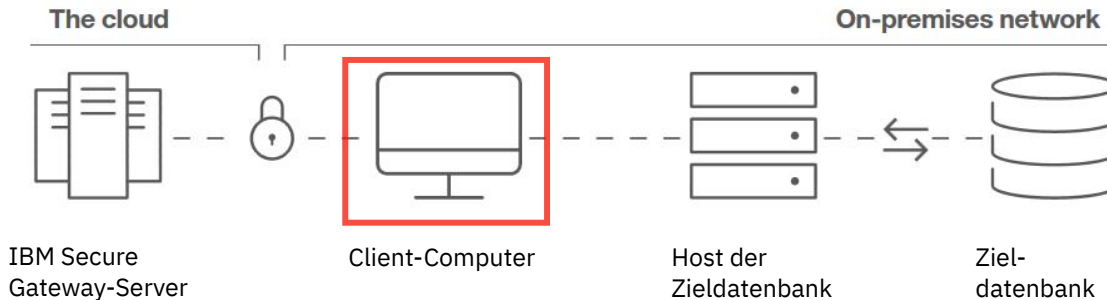 The cloud
On-premises network
IBM Secure
Gateway-Server
Client-Computer
Host der
Zieldatenbank
Ziel-
datenbank